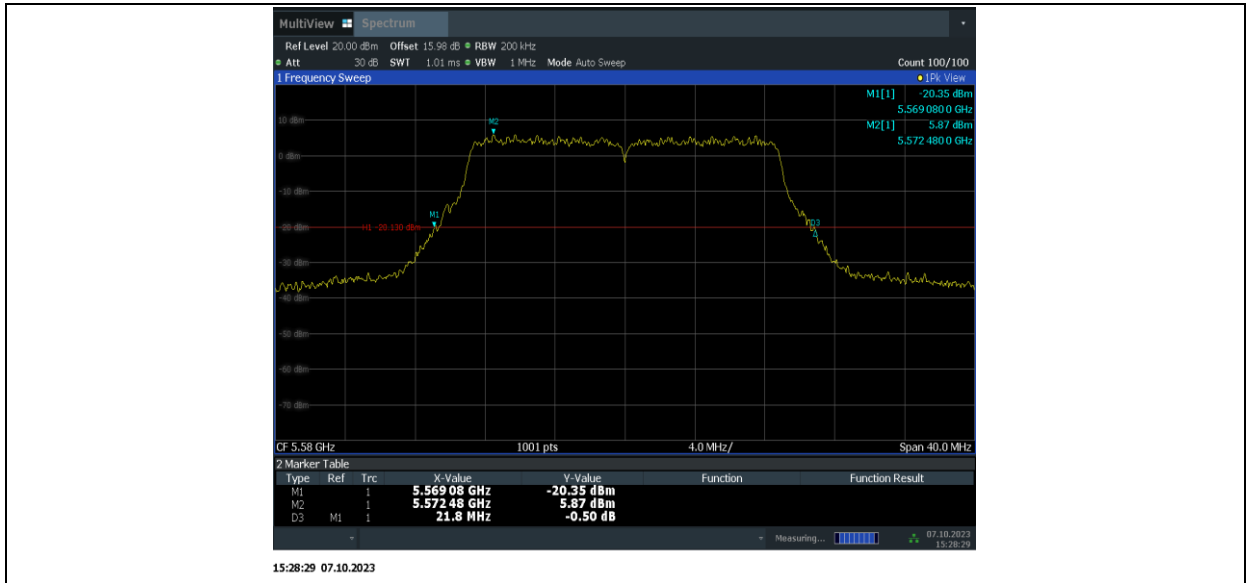 MultiView Spectrum
Ref Level 20.00 dBm Offset 15.98 dB RBW 200 kHz
Att 30 dB SWT 1.01 ms VBW 1 MHz Mode Auto Sweep Count 100/100
1 Frequency Sweep 1Pk View
M1[1] -20.35 dBm
5.569 080 0 GHz
10 dBm M2 M2[1] 5.87 dBm
5.572 480 0 GHz
0 dBm
-10 dBm
M1
-20 dBm H1 -20.130 dBm D3
-30 dBm
-40 dBm
-50 dBm
-60 dBm
-70 dBm
CF 5.58 GHz 1001 pts 4.0 MHz/ Span 40.0 MHz
2 Marker Table
Type Ref Trc X-Value Y-Value Function Function Result
M1 1 5.569 08 GHz -20.35 dBm
M2 1 5.572 48 GHz 5.87 dBm
D3 M1 1 21.8 MHz -0.50 dB
Measuring... 07.10.2023
15:28:29
15:28:29 07.10.2023